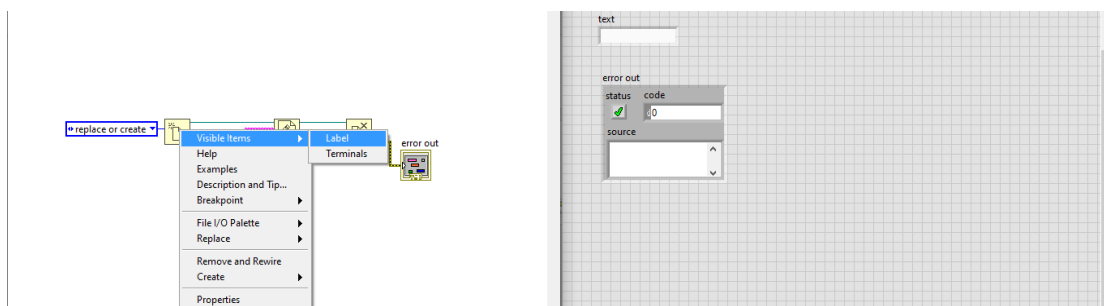 replace or create
Visible Items
Help
Examples
Description and Tip...
Breakpoint
File I/O Palette
Replace
Remove and Rewire
Create
Properties
Label
Terminals
error out
text
error out
status code
0
source